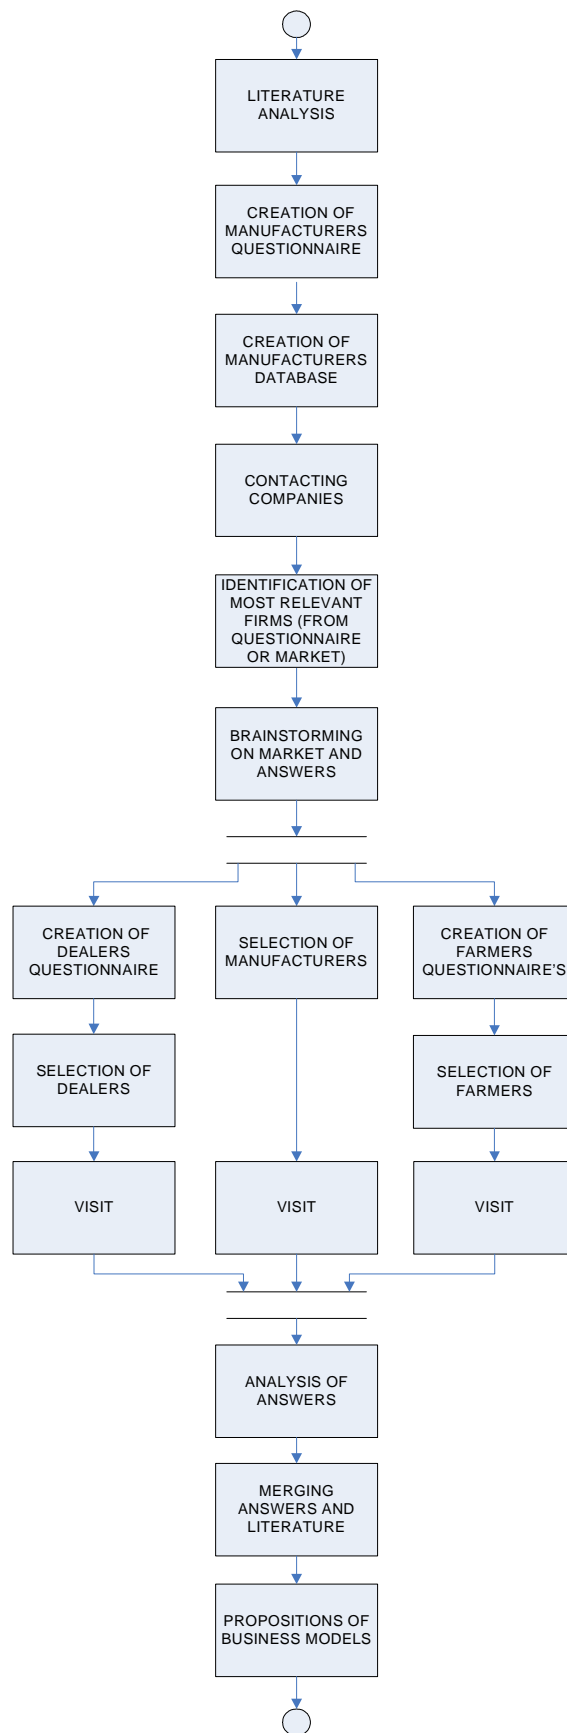 LITERATURE
ANALYSIS
CREATION OF
MANUFACTURERS
QUESTIONNAIRE
CREATION OF
MANUFACTURERS
DATABASE
CONTACTING
COMPANIES
IDENTIFICATION OF
MOST RELEVANT
FIRMS (FROM
QUESTIONNAIRE
OR MARKET)
BRAINSTORMING
ON MARKET AND
ANSWERS
CREATION OF
DEALERS
QUESTIONNAIRE
SELECTION OF
MANUFACTURERS
CREATION OF
FARMERS
QUESTIONNAIRE'S
SELECTION OF
DEALERS
SELECTION OF
FARMERS
VISIT
VISIT
VISIT
ANALYSIS OF
ANSWERS
MERGING
ANSWERS AND
LITERATURE
PROPOSITIONS OF
BUSINESS MODELS